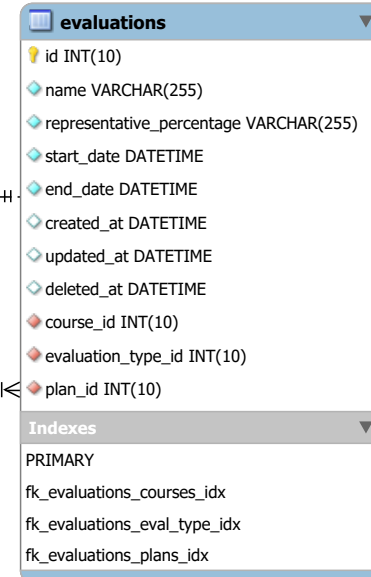 evaluations
id INT(10)
name VARCHAR(255)
representative_percentage VARCHAR(255)
start_date DATETIME
end_date DATETIME
created_at DATETIME
updated_at DATETIME
deleted_at DATETIME
course_id INT(10)
evaluation_type_id INT(10)
plan_id INT(10)
Indexes
PRIMARY
fk_evaluations_courses_idx
fk_evaluations_eval_type_idx
fk_evaluations_plans_idx